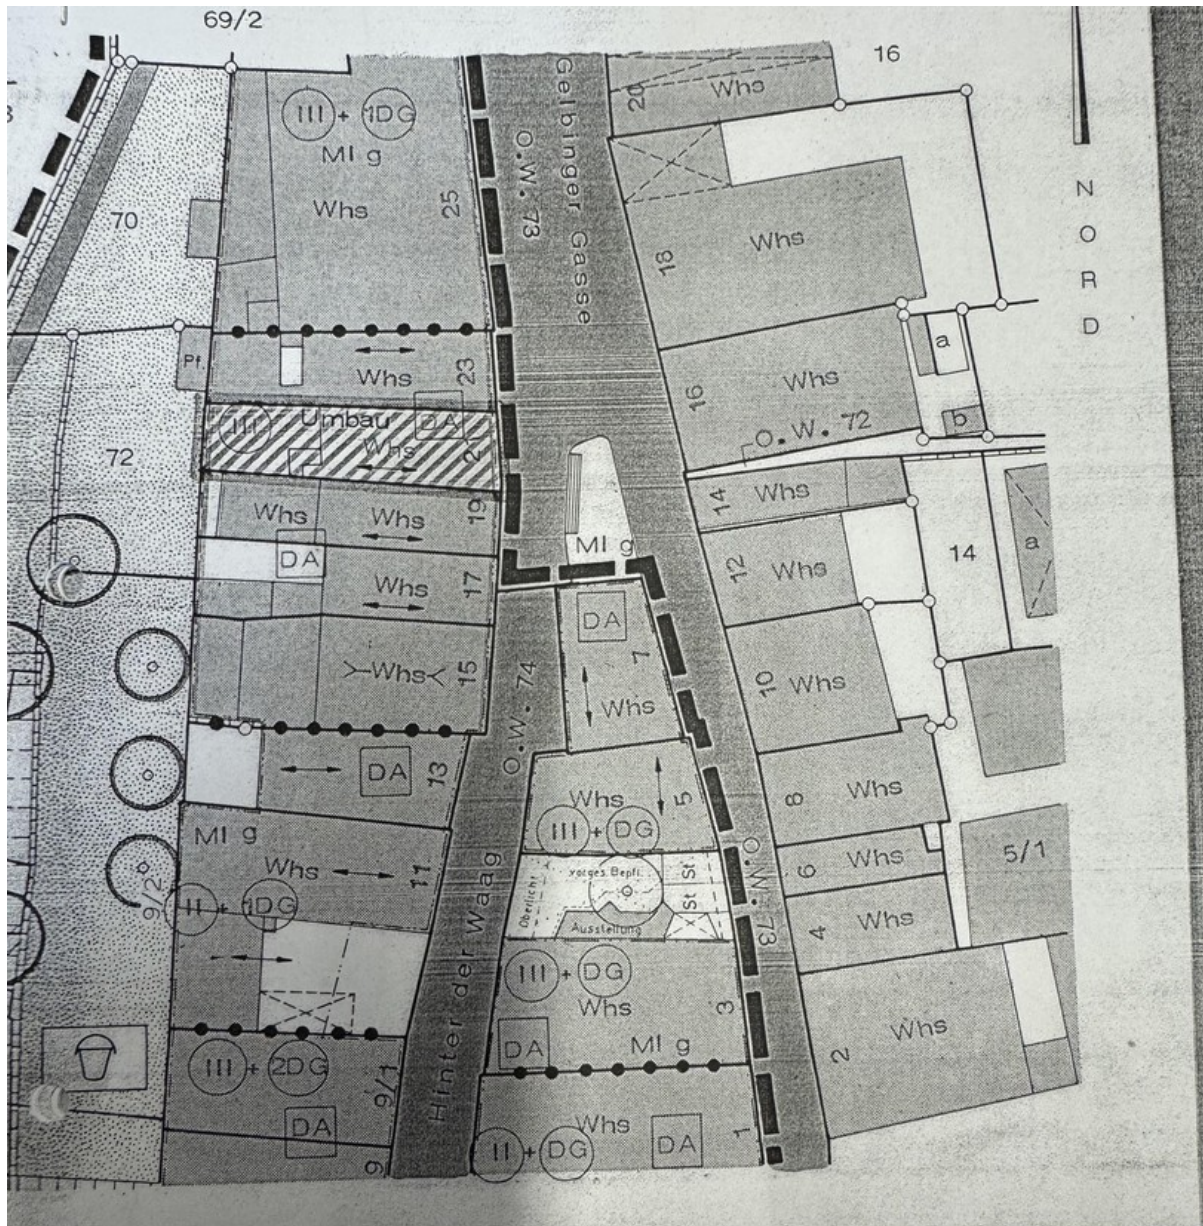 69/2
16
Gelbinger Gasse
20
Whs
III + 1DG
MI g
Whs
25
O.W. 73
NORD
70
18
Whs
a
Pf.
Whs
23
16
Whs
b
O.W. 72
III
Umbau
DA
Whs
72
14
Whs
Whs
Whs
19
MI g
14
a
DA
Whs
17
12
Whs
DA
7
Whs
Whs
15
O.W. 74
10
Whs
DA
13
Whs
5
8
Whs
III + DG
MI g
Whs
11
6
Whs
5/1
Oberlicht
vorges. Bepfl.
St
St
Ausstellung
O.W. 73
9/2
II + 1DG
4
Whs
Hinter der Waag
III + DG
Whs
3
DA
MI g
2
Whs
III + 2DG
9/1
DA
Whs
1
II + DG
DA
9